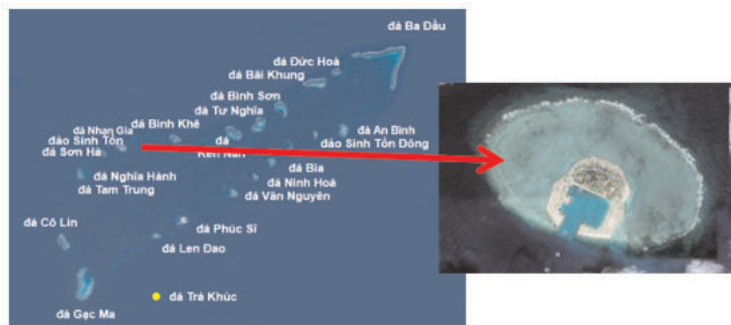 đá Ba Dầu
đá Đức Hoà
đá Bãi Khung
đá Bình Sơn
đá Tư Nghĩa
đá Bình Khê
đá Nhạn Gia
đảo Sinh Tồn
đá Sơn Hà
đá
Ken Nan
đá An Bình
đảo Sinh Tồn Đông
đá Nghĩa Hành
đá Tam Trung
đá Bia
đá Ninh Hoà
đá Văn Nguyên
đá Cô Lin
đá Phúc Sĩ
đá Len Đao
đá Trà Khúc
đá Gạc Ma